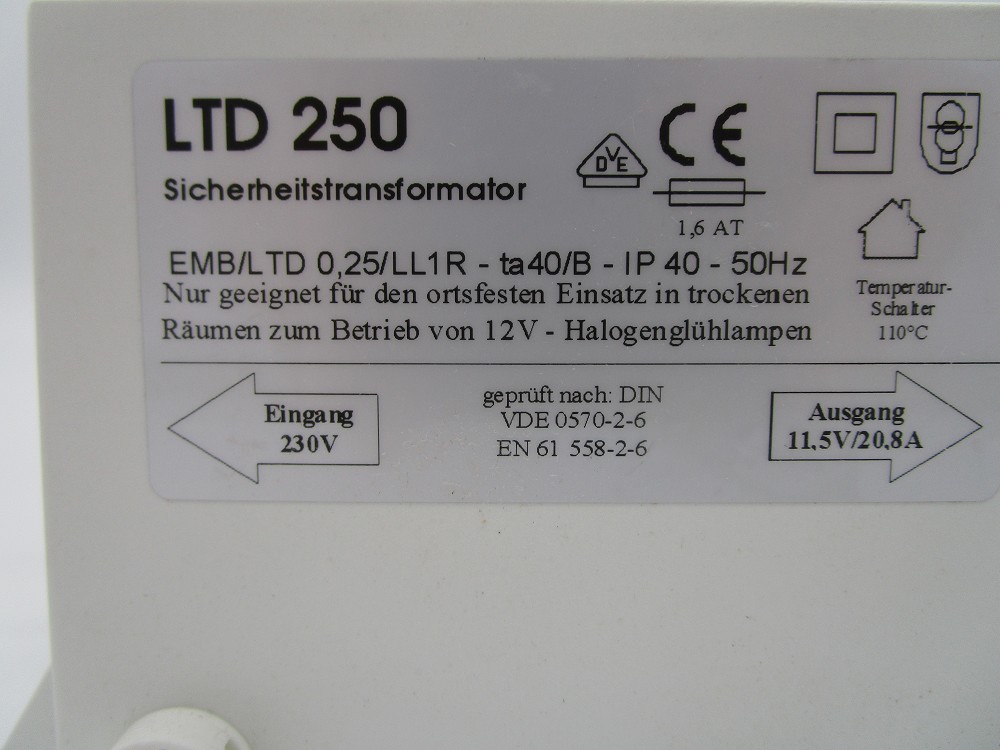 LTD 250
Sicherheitstransformator
VDE
CE
1,6 AT
EMB/LTD 0,25/LL1R - ta40/B - IP 40 - 50Hz
Nur geeignet für den ortsfesten Einsatz in trockenen
Räumen zum Betrieb von 12V - Halogenglühlampen
Temperatur-
Schalter
110°C
Eingang
230V
geprüft nach: DIN
VDE 0570-2-6
EN 61 558-2-6
Ausgang
11,5V/20,8A